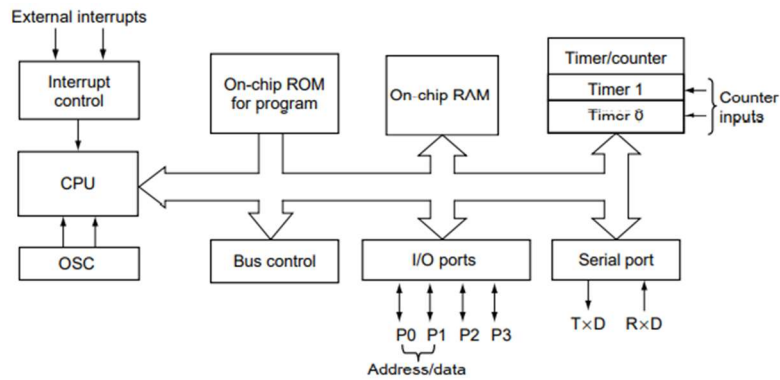 External interrupts
Interrupt
control
On-chip ROM
for program
On-chip RAM
Timer/counter
Timer 1
Timer 0
Counter
inputs
CPU
OSC
Bus control
I/O ports
Serial port
P0 P1 P2 P3
T×D R×D
Address/data